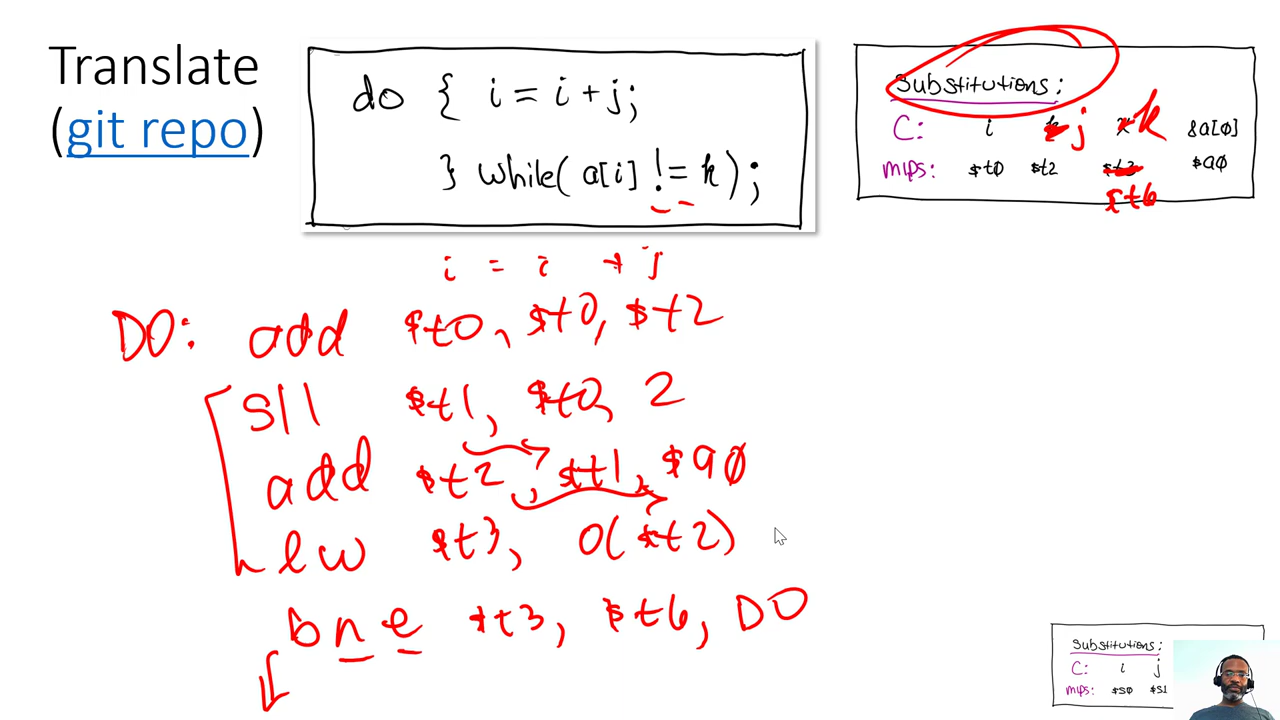 Translate
(git repo)
do { i = i + j;
} while( a[i] != k );
Substitutions:
C: i j k &a[0]
mips: $t0 $t2 $t6 $a0
i = i + j
DO: add $t0, $t0, $t2
sll $t1, $t0, 2
add $t2, $t1, $a0
lw $t3, 0($t2)
bne $t3, $t6, DO
Substitutions:
C: i j
mips: $s0 $s1